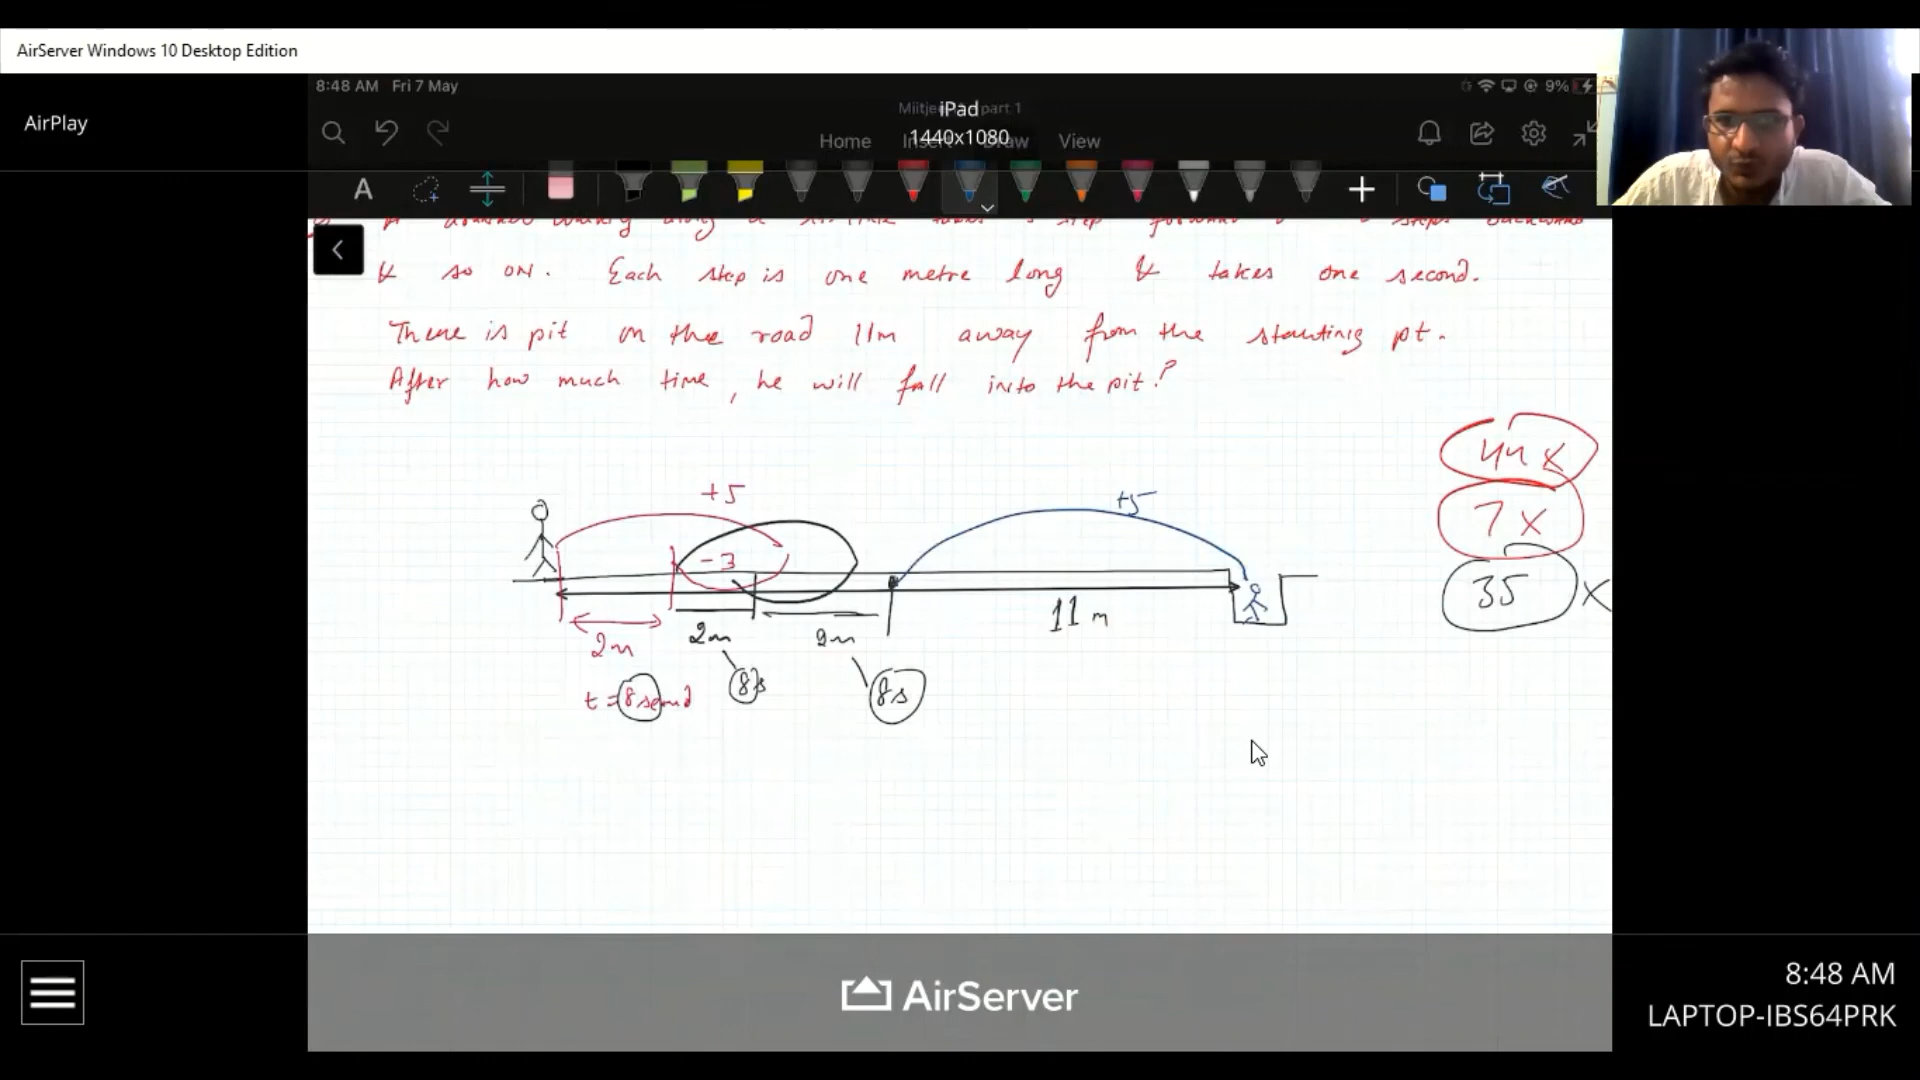 AirServer Windows 10 Desktop Edition
AirPlay
8:48 AM Fri 7 May
9%
part 1
iPad
1440x1080
Home Draw View
A
& so on. Each step is one metre long & takes one second.
There is pit on the road 11m away from the starting pt.
After how much time, he will fall into the pit?
44 x
7 x
35 x
+5
+5
-3
11 m
2m
2m
2m
t = 8 second
8s
8s
AirServer
8:48 AM
LAPTOP-IBS64PRK